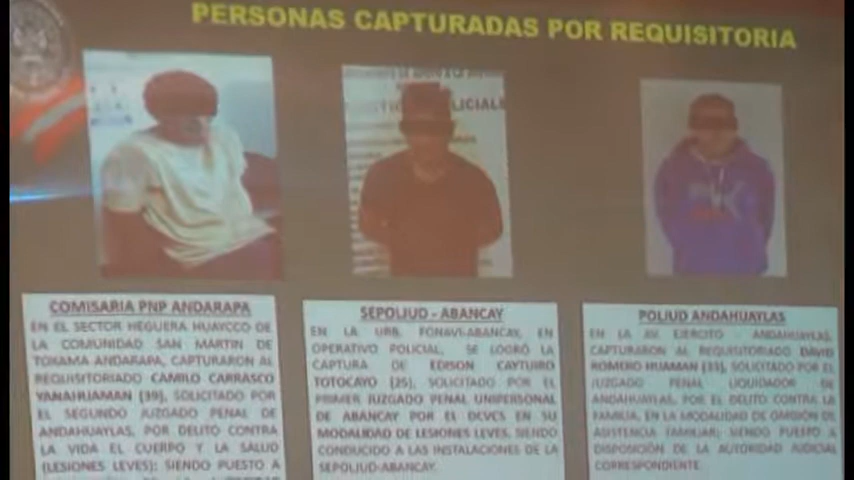 PERSONAS CAPTURADAS POR REQUISITORIA
COMISARIA PNP ANDARAPA
EN EL SECTOR HEGUERA HUAYCCO DE
LA COMUNIDAD SAN MARTIN DE
TOXAMA ANDARAPA, CAPTURARON AL
REQUISITORIADO CAMILO CARRASCO
YANAHUAMAN (39), SOLICITADO POR
EL SEGUNDO JUZGADO PENAL DE
ANDAHUAYLAS, POR DELITO CONTRA
LA VIDA EL CUERPO Y LA SALUD
(LESIONES LEVES); SIENDO PUESTO A
SEPOLJUD - ABANCAY
EN LA URB. FONAVI-ABANCAY, EN
OPERATIVO POLICIAL, SE LOGRÓ LA
CAPTURA DE EDISON CAYTUIRO
TOTOCAYO (25), SOLICITADO POR EL
PRIMER JUZGADO PENAL UNIPERSONAL
DE ABANCAY POR EL DCVCS EN SU
MODALIDAD DE LESIONES LEVES, SIENDO
CONDUCIDO A LAS INSTALACIONES DE LA
SEPOLJUD-ABANCAY.
POLJUD ANDAHUAYLAS
EN LA AV. EJERCITO - ANDAHUAYLAS,
CAPTURARON AL REQUISITORIADO DAVID
ROMERO HUAMAN (33), SOLICITADO POR EL
JUZGADO PENAL LIQUIDADOR DE
ANDAHUAYLAS, POR EL DELITO CONTRA LA
FAMILIA, EN LA MODALIDAD DE OMISIÓN DE
ASISTENCIA FAMILIAR; SIENDO PUESTO A
DISPOSICIÓN DE LA AUTORIDAD JUDICIAL
CORRESPONDIENTE.